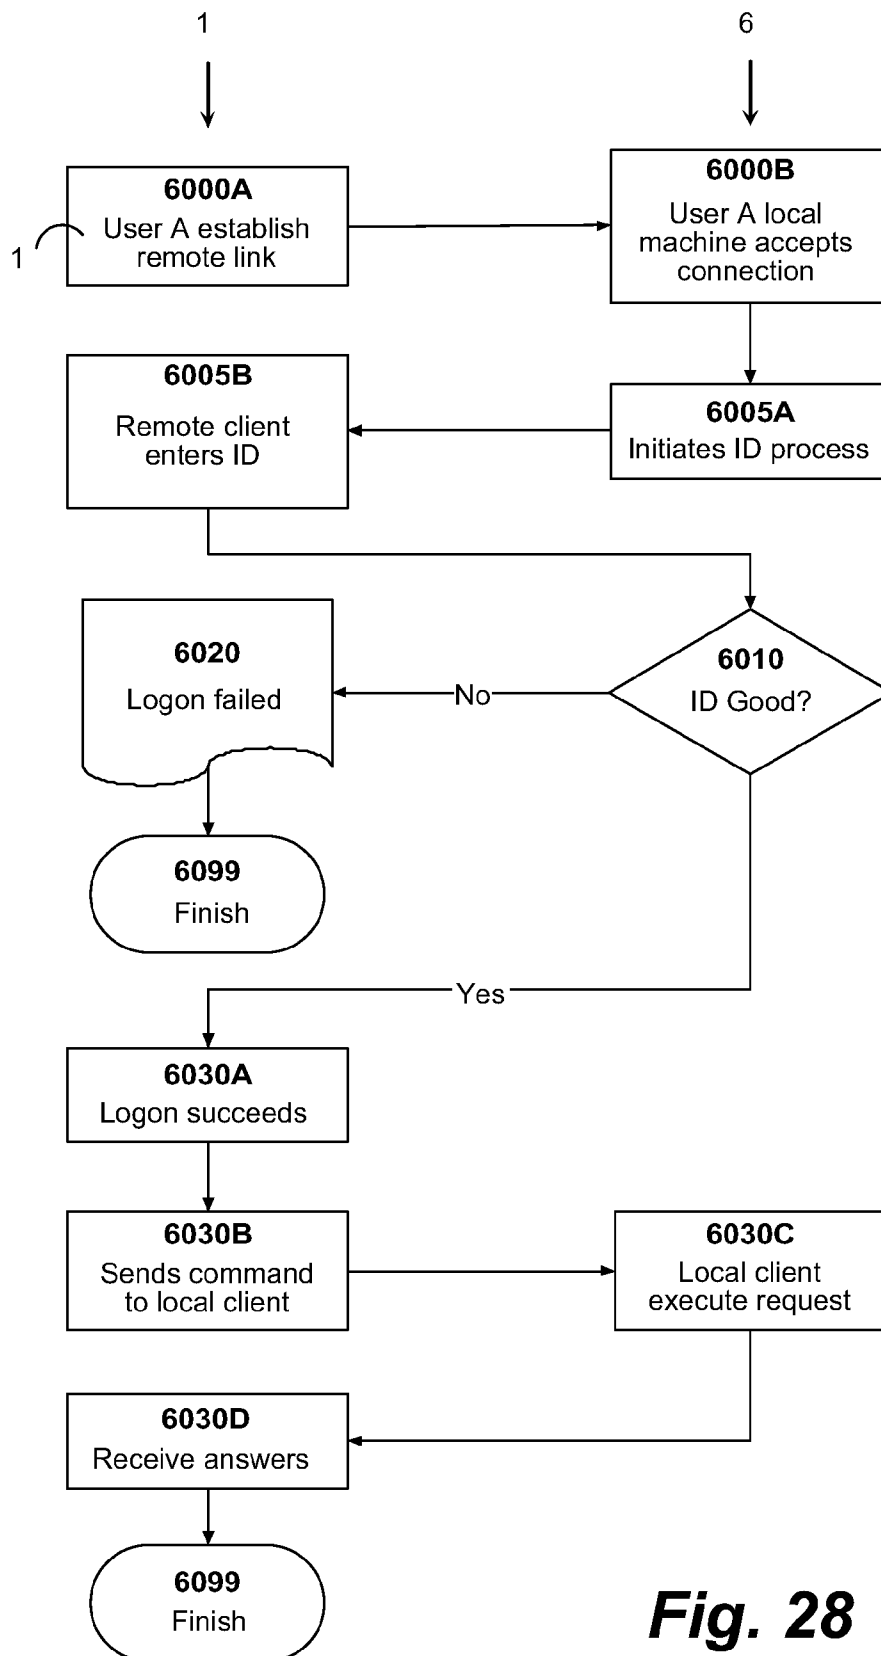 1
6
6000A
User A establish
remote link
1
6000B
User A local
machine accepts
connection
6005B
Remote client
enters ID
6005A
Initiates ID process
6020
Logon failed
No
6010
ID Good?
6099
Finish
Yes
6030A
Logon succeeds
6030B
Sends command
to local client
6030C
Local client
execute request
6030D
Receive answers
6099
Finish
Fig. 28